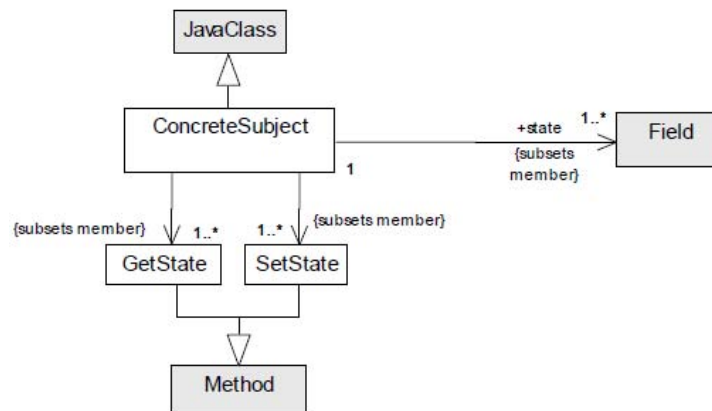 JavaClass
ConcreteSubject
+state
1..*
{subsets
member}
Field
1
{subsets member}
1..*
1..*
{subsets member}
GetState
SetState
Method